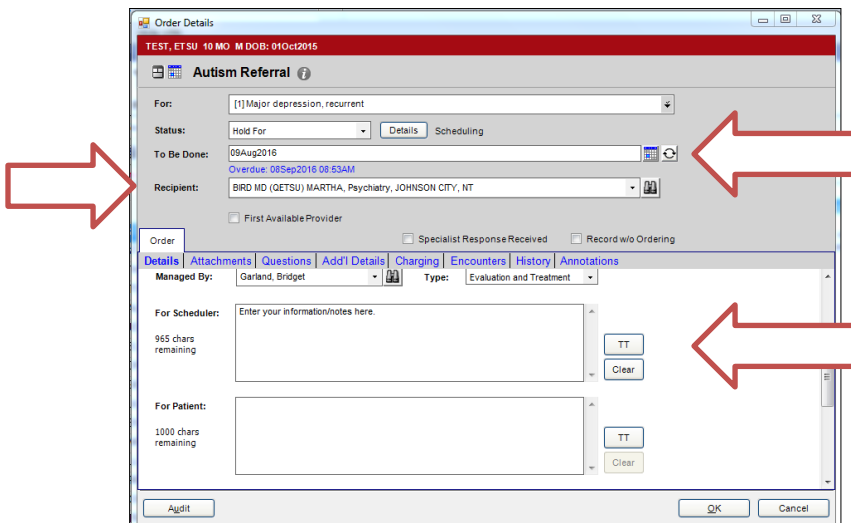 Order Details
TEST, ETSU 10 MO M DOB: 01Oct2015
Autism Referral
For: [1] Major depression, recurrent
Status: Hold For Details Scheduling
To Be Done: 09Aug2016
Overdue: 08Sep2016 08:53AM
Recipient: BIRD MD (QETSU) MARTHA, Psychiatry, JOHNSON CITY, NT
First Available Provider
Order Specialist Response Received Record w/o Ordering
Details Attachments Questions Add'l Details Charging Encounters History Annotations
Managed By: Garland, Bridget Type: Evaluation and Treatment
For Scheduler: Enter your information/notes here.
965 chars
remaining
TT
Clear
For Patient:
1000 chars
remaining
TT
Clear
Audit OK Cancel